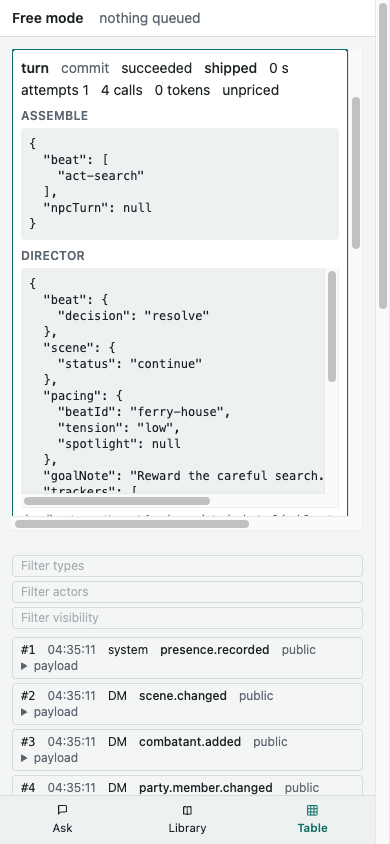 Free mode nothing queued
turn commit succeeded shipped 0 s
attempts 1 4 calls 0 tokens unpriced
ASSEMBLE
{
  "beat": [
    "act-search"
  ],
  "npcTurn": null
}
DIRECTOR
{
  "beat": {
    "decision": "resolve"
  },
  "scene": {
    "status": "continue"
  },
  "pacing": {
    "beatId": "ferry-house",
    "tension": "low",
    "spotlight": null
  },
  "goalNote": "Reward the careful search.
  "trackers": [
Filter types
Filter actors
Filter visibility
#1 04:35:11 system presence.recorded public
payload
#2 04:35:11 DM scene.changed public
payload
#3 04:35:11 DM combatant.added public
payload
#4 04:35:11 DM party.member.changed public
Ask Library Table